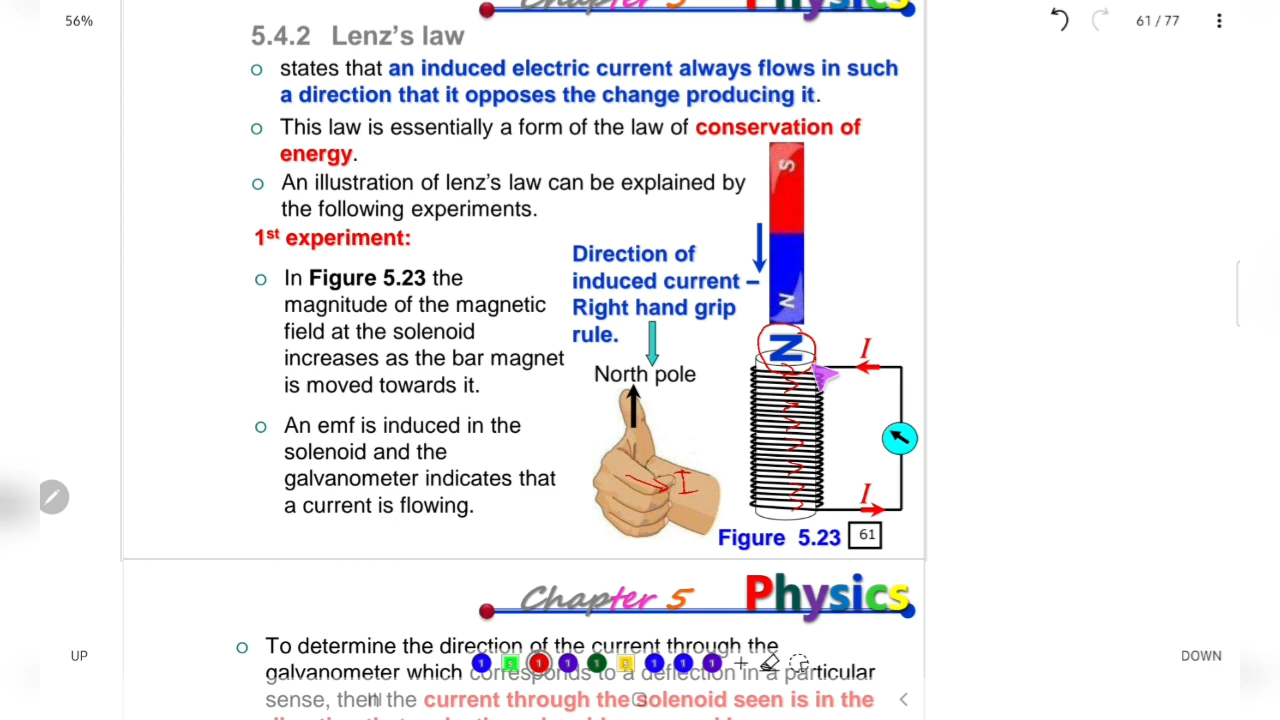 56%
Chapter 5 Physics
61 / 77
5.4.2 Lenz's law
o states that an induced electric current always flows in such
a direction that it opposes the change producing it.
o This law is essentially a form of the law of conservation of
energy.
o An illustration of lenz's law can be explained by
the following experiments.
1st experiment:
o In Figure 5.23 the
magnitude of the magnetic
field at the solenoid
increases as the bar magnet
is moved towards it.
o An emf is induced in the
solenoid and the
galvanometer indicates that
a current is flowing.
Direction of
induced current –
Right hand grip
rule.
North pole
I
S
N
N
I
I
Figure 5.23
61
Chapter 5 Physics
o To determine the direction of the current through the
galvanometer which corresponds to a deflection in a particular
sense, then the current through the solenoid seen is in the
UP
DOWN